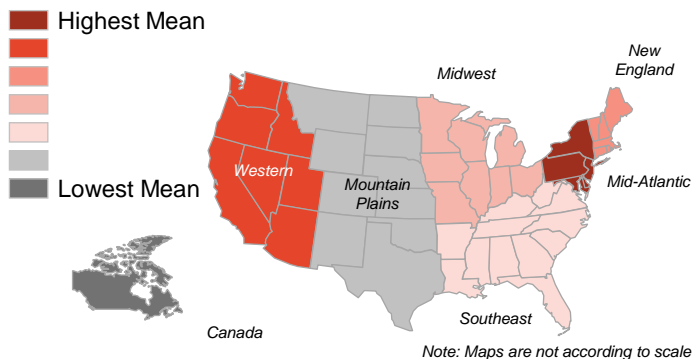 Highest Mean
New
England
Midwest
Western
Mountain
Plains
Mid-Atlantic
Lowest Mean
Southeast
Canada
Note: Maps are not according to scale